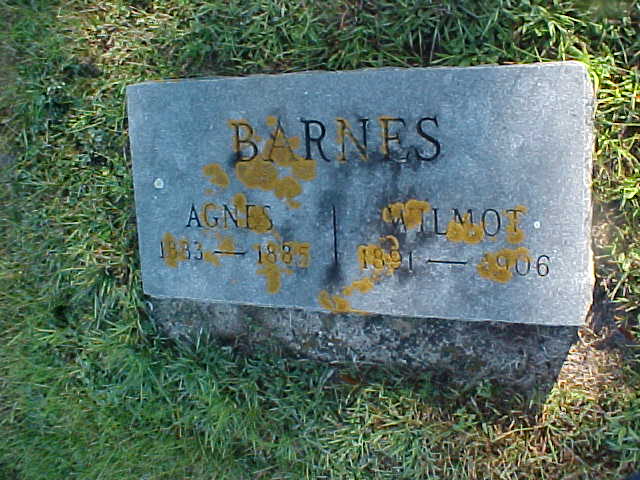 BARNES
AGNES | WILMOT
1883 — 1885 | 1891 — 1906